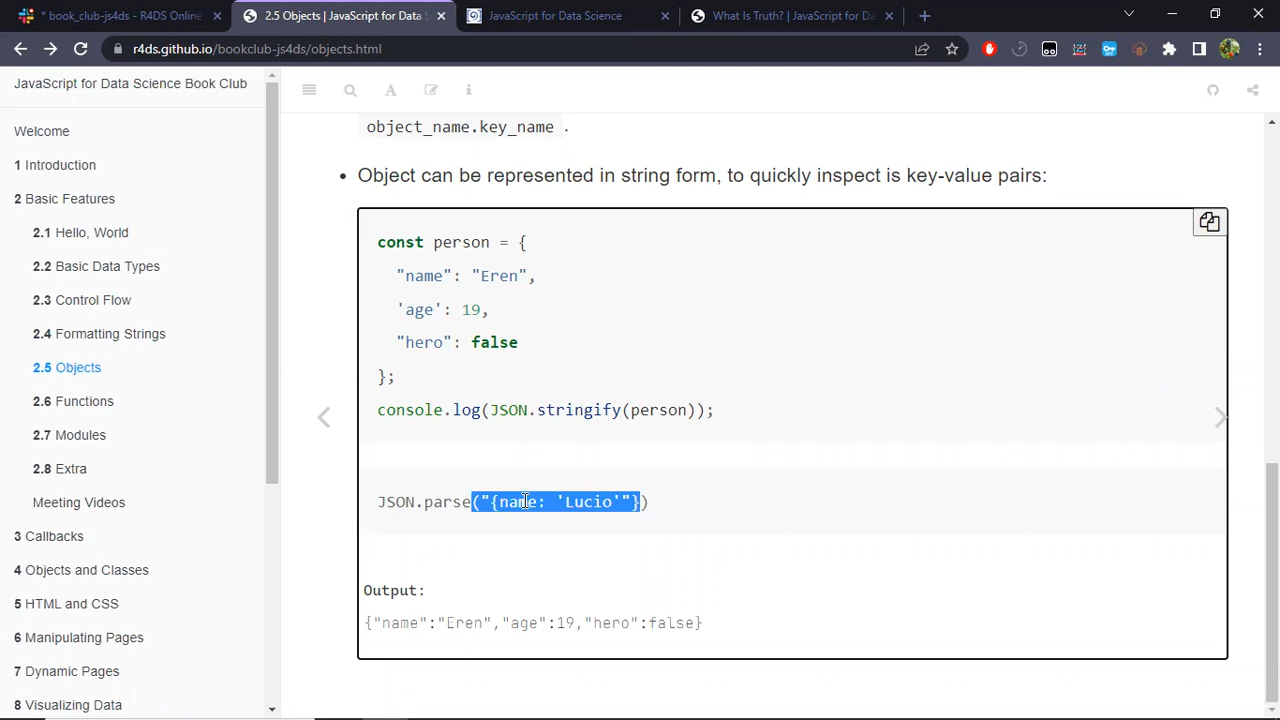 * book_club-js4ds - R4DS Online
2.5 Objects | JavaScript for Data S
JavaScript for Data Science
What Is Truth? | JavaScript for Da
r4ds.github.io/bookclub-js4ds/objects.html
JavaScript for Data Science Book Club
Welcome
1 Introduction
2 Basic Features
2.1 Hello, World
2.2 Basic Data Types
2.3 Control Flow
2.4 Formatting Strings
2.5 Objects
2.6 Functions
2.7 Modules
2.8 Extra
Meeting Videos
3 Callbacks
4 Objects and Classes
5 HTML and CSS
6 Manipulating Pages
7 Dynamic Pages
8 Visualizing Data
object_name.key_name .
• Object can be represented in string form, to quickly inspect is key-value pairs:
const person = {
"name": "Eren",
'age': 19,
"hero": false
};
console.log(JSON.stringify(person));
JSON.parse("{name: 'Lucio'"})
Output:
{"name":"Eren","age":19,"hero":false}